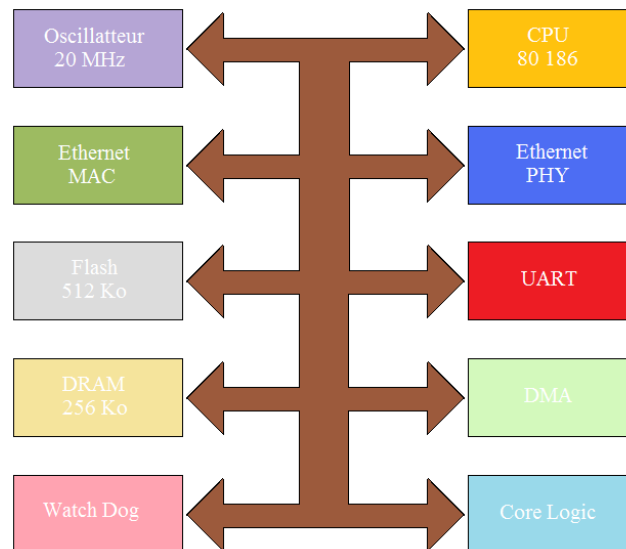 Oscillatteur
20 MHz
CPU
80 186
Ethernet
MAC
Ethernet
PHY
Flash
512 Ko
UART
DRAM
256 Ko
DMA
Watch Dog
Core Logic